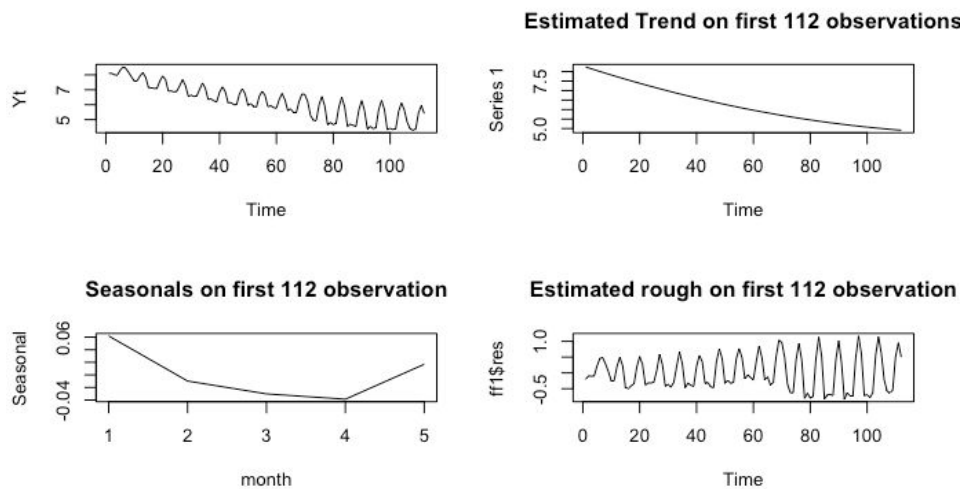 Estimated Trend on first 112 observations
Yt
7
5
0 20 40 60 80 100
Time
Series 1
7.5
5.0
0 20 40 60 80 100
Time
Seasonals on first 112 observation
Seasonal
0.06
-0.04
1 2 3 4 5
month
Estimated rough on first 112 observation
ff1$res
1.0
-0.5
0 20 40 60 80 100
Time